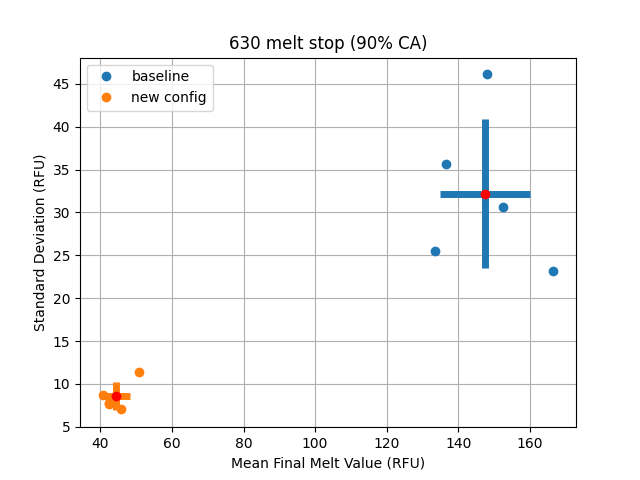 630 melt stop (90% CA)
baseline
new config
Standard Deviation (RFU)
45
40
35
30
25
20
15
10
5
40 60 80 100 120 140 160
Mean Final Melt Value (RFU)